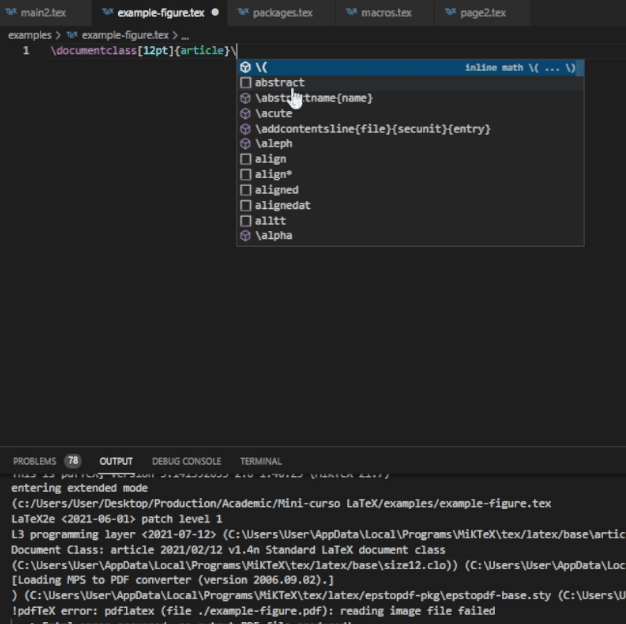 main2.tex example-figure.tex packages.tex macros.tex page2.tex
examples > example-figure.tex > ...
1 \documentclass[12pt]{article}\
\( inline math \( ... \)
abstract
\abstractname{name}
\acute
\addcontentsline{file}{secunit}{entry}
\aleph
align
align*
aligned
alignedat
alltt
\alpha
PROBLEMS 78 OUTPUT DEBUG CONSOLE TERMINAL
entering extended mode
(c:/Users/User/Desktop/Production/Academic/Mini-curso LaTeX/examples/example-figure.tex
LaTeX2e <2021-06-01> patch level 1
L3 programming layer <2021-07-12> (C:\Users\User\AppData\Local\Programs\MiKTeX\tex/latex/base\artic
Document Class: article 2021/02/12 v1.4n Standard LaTeX document class
(C:\Users\User\AppData\Local\Programs\MiKTeX\tex/latex/base\size12.clo)) (C:\Users\User\AppData\Loc
[Loading MPS to PDF converter (version 2006.09.02).]
) (C:\Users\User\AppData\Local\Programs\MiKTeX\tex/latex/epstopdf-pkg\epstopdf-base.sty (C:\Users\U
!pdfTeX error: pdflatex (file ./example-figure.pdf): reading image file failed